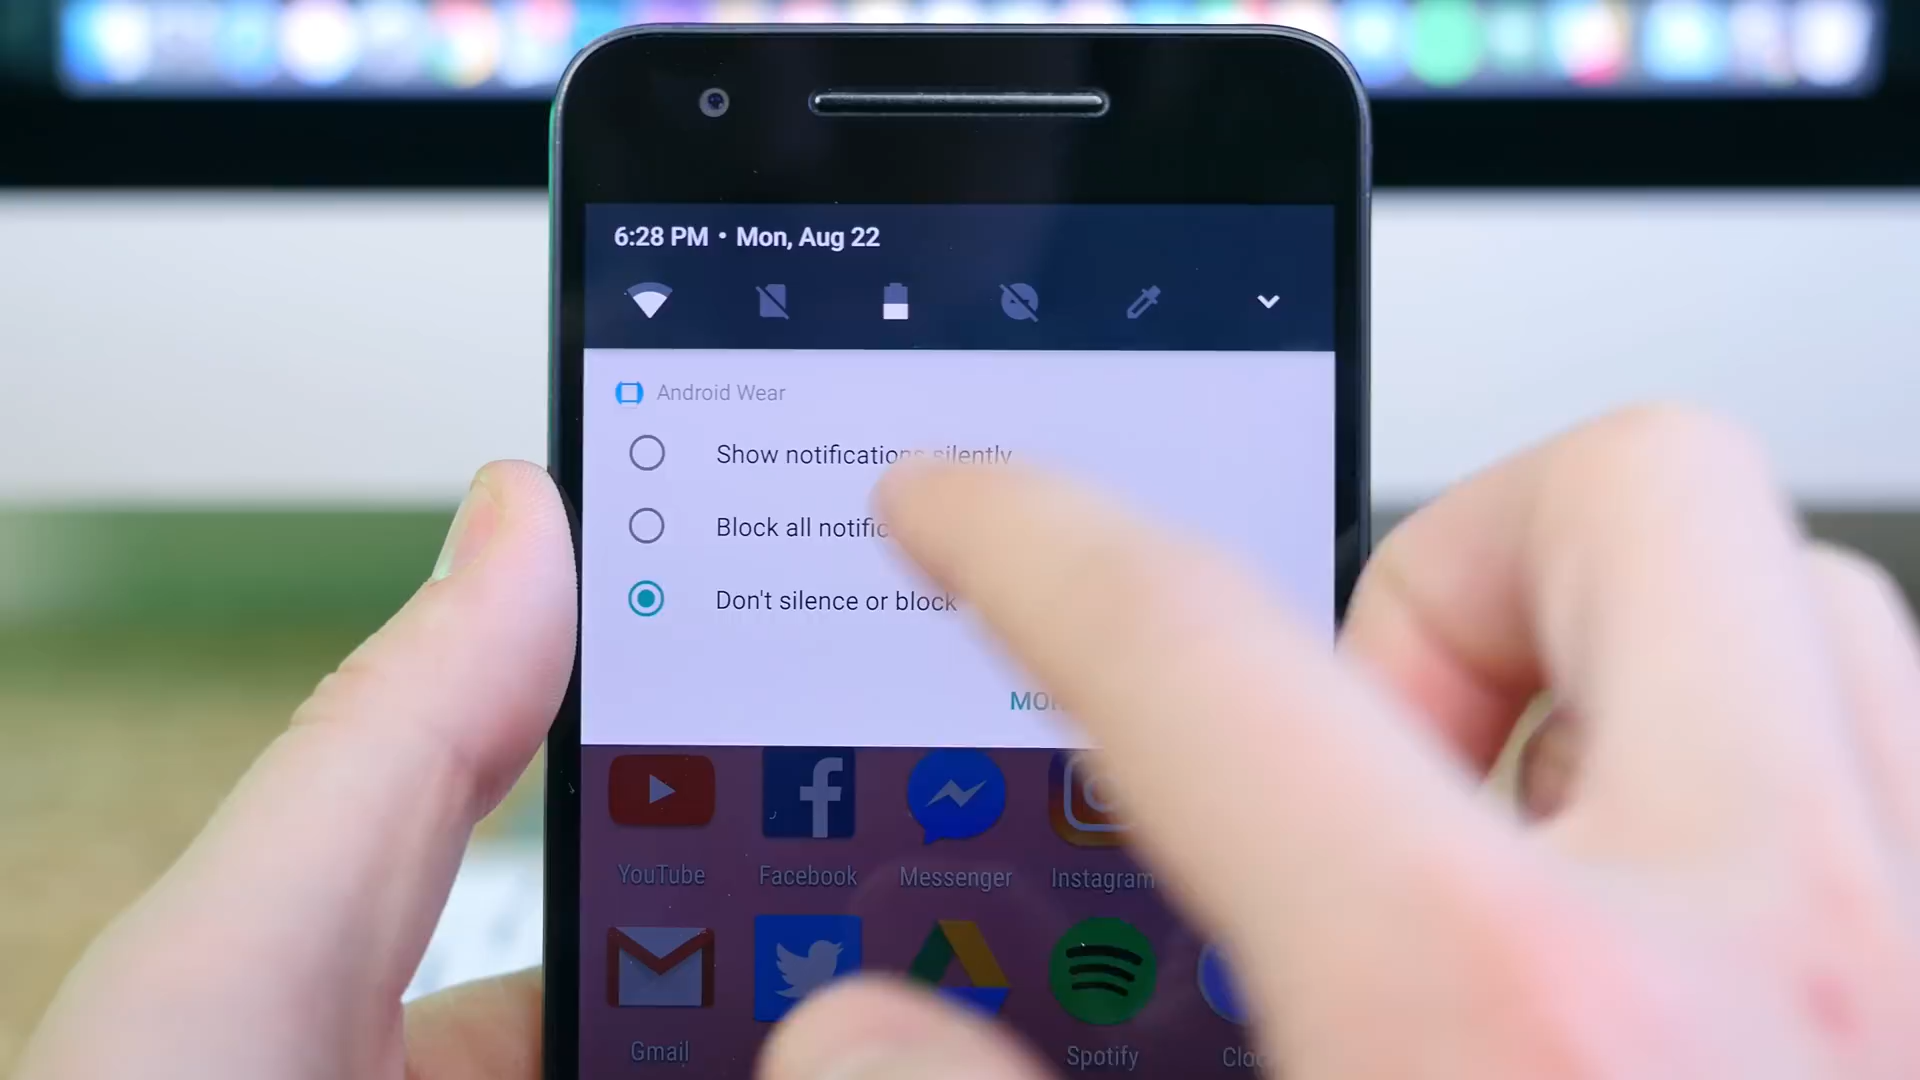 6:28 PM • Mon, Aug 22
Android Wear
Show notifications silently
Block all
Don't silence or block
YouTube Facebook Messenger Instagram
Gmail Spotify